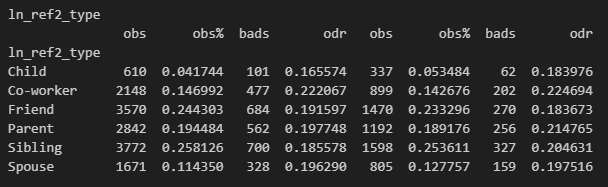 ln_ref2_type
obs obs% bads odr obs obs% bads odr
ln_ref2_type
Child 610 0.041744 101 0.165574 337 0.053484 62 0.183976
Co-worker 2148 0.146992 477 0.222067 899 0.142676 202 0.224694
Friend 3570 0.244303 684 0.191597 1470 0.233296 270 0.183673
Parent 2842 0.194484 562 0.197748 1192 0.189176 256 0.214765
Sibling 3772 0.258126 700 0.185578 1598 0.253611 327 0.204631
Spouse 1671 0.114350 328 0.196290 805 0.127757 159 0.197516